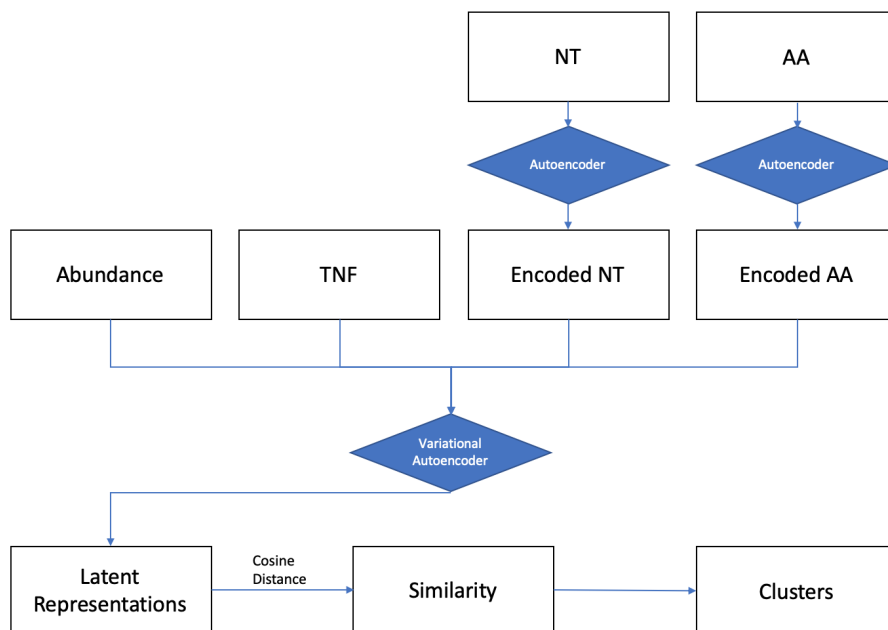 NT
AA
Autoencoder
Autoencoder
Abundance
TNF
Encoded NT
Encoded AA
Variational
Autoencoder
Latent
Representations
Cosine
Distance
Similarity
Clusters